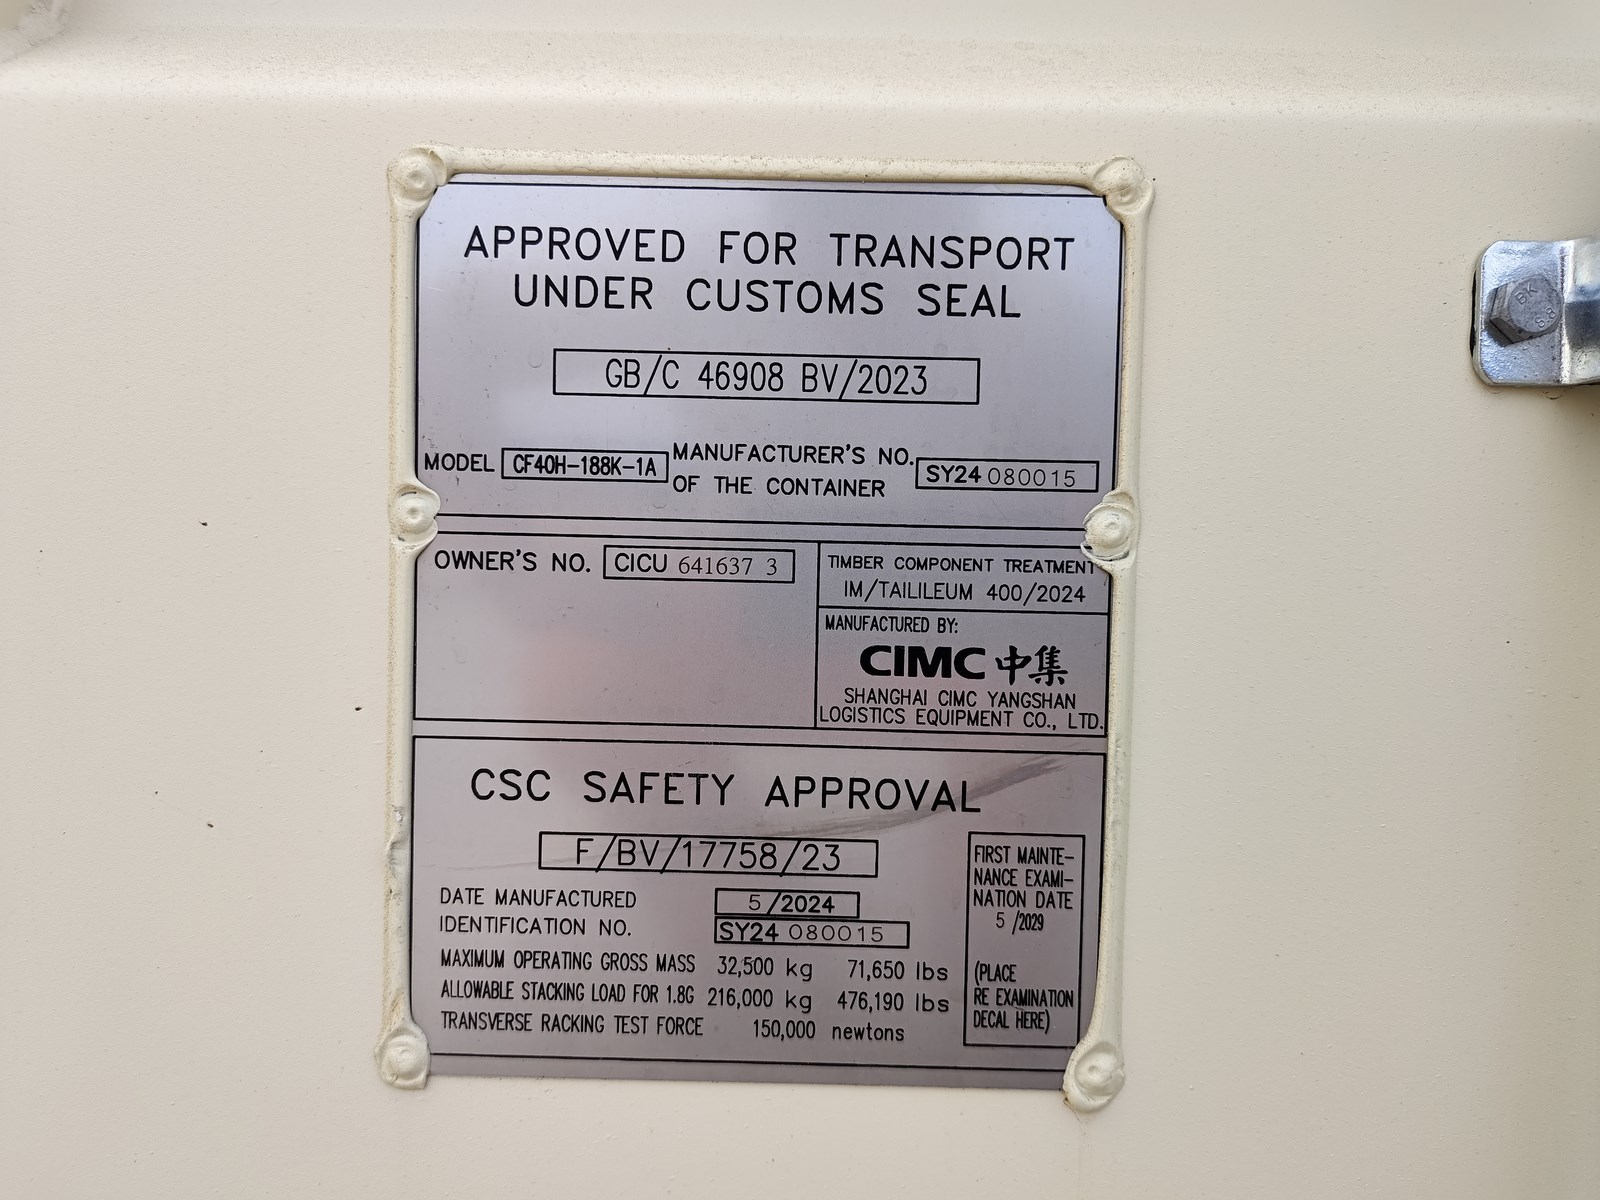 APPROVED FOR TRANSPORT
UNDER CUSTOMS SEAL
GB/C 46908 BV/2023
MODEL CF40H-188K-1A MANUFACTURER'S NO. OF THE CONTAINER SY24 080015
OWNER'S NO. CICU 641637 3
TIMBER COMPONENT TREATMENT
IM/TAILILEUM 400/2024
MANUFACTURED BY:
CIMC 中集
SHANGHAI CIMC YANGSHAN
LOGISTICS EQUIPMENT CO., LTD.
CSC SAFETY APPROVAL
F/BV/17758/23
DATE MANUFACTURED 5/2024
IDENTIFICATION NO. SY24 080015
MAXIMUM OPERATING GROSS MASS 32,500 kg 71,650 lbs
ALLOWABLE STACKING LOAD FOR 1.8G 216,000 kg 476,190 lbs
TRANSVERSE RACKING TEST FORCE 150,000 newtons
FIRST MAINTE-
NANCE EXAMI-
NATION DATE
5 /2029
(PLACE
RE EXAMINATION
DECAL HERE)
BK
8.8